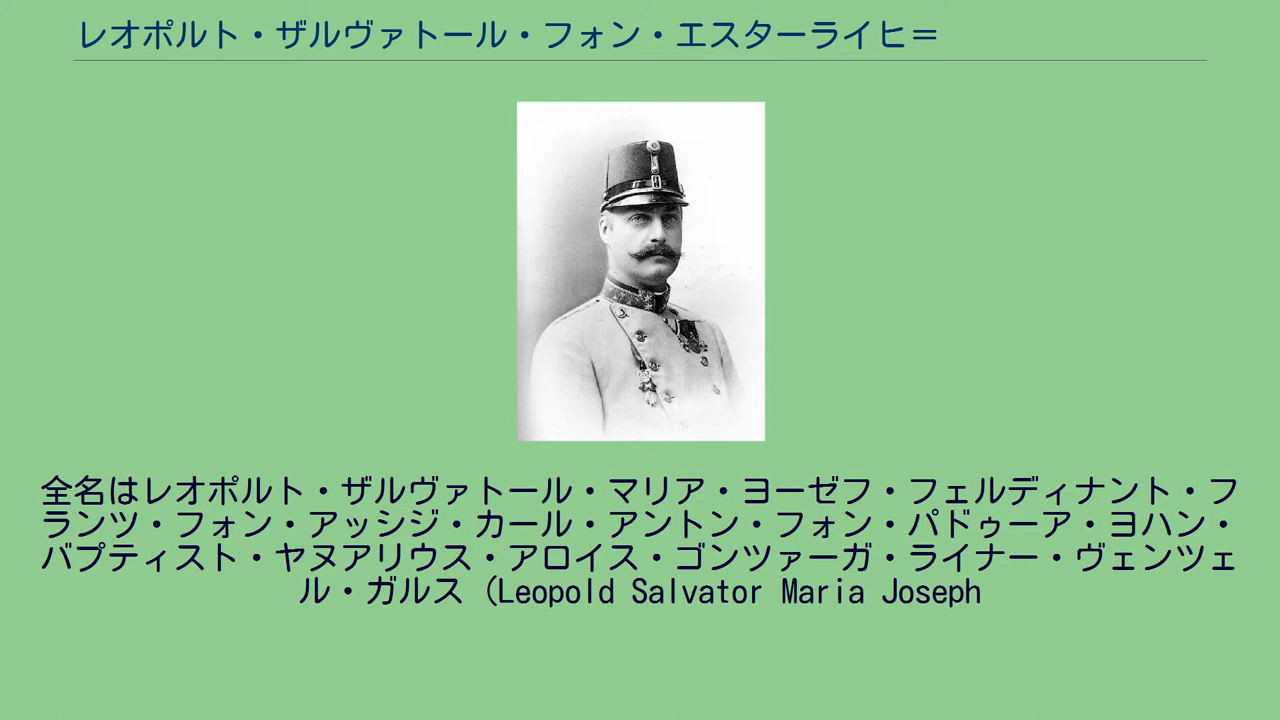 レオポルト・ザルヴァトール・フォン・エスターライヒ＝
全名はレオポルト・ザルヴァトール・マリア・ヨーゼフ・フェルディナント・フ
ランツ・フォン・アッシジ・カール・アントン・フォン・パドゥーア・ヨハン・
バプティスト・ヤヌアリウス・アロイス・ゴンツァーガ・ライナー・ヴェンツェ
ル・ガルス（Leopold Salvator Maria Joseph